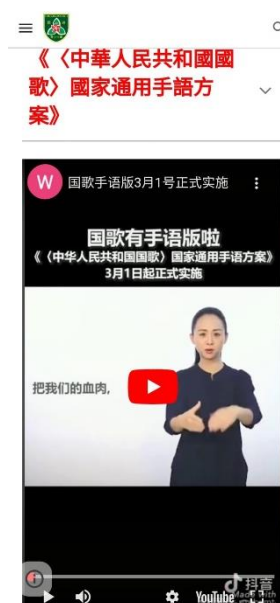 《〈中華人民共和國國
歌〉國家通用手語方
案》
W
国歌手语版3月1号正式实施
国歌有手语版啦
《〈中华人民共和国国歌〉国家通用手语方案》
3月1日起正式实施
把我们的血肉,
抖音
YouTube